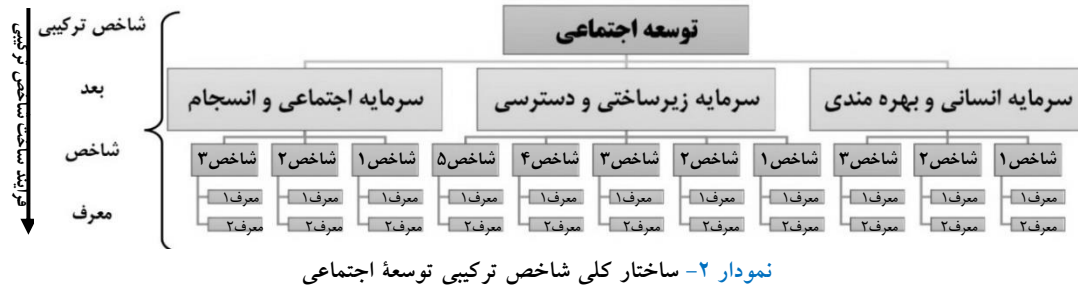 شاخص ترکیبی
توسعه اجتماعی
بعد
سرمایه انسانی و بهره مندی
سرمایه زیرساختی و دسترسی
سرمایه اجتماعی و انسجام
شاخص
شاخص۱ شاخص۲ شاخص۳ شاخص۱ شاخص۲ شاخص۳ شاخص۴ شاخص۵ شاخص۱ شاخص۲ شاخص۳
معرف
معرف۱ معرف۱ معرف۱ معرف۱ معرف۱ معرف۱ معرف۱ معرف۱ معرف۱ معرف۱ معرف۱
معرف۲ معرف۲ معرف۲ معرف۲ معرف۲ معرف۲ معرف۲ معرف۲ معرف۲ معرف۲ معرف۲
فرایند ساخت شاخص ترکیبی
نمودار ۲- ساختار کلی شاخص ترکیبی توسعهٔ اجتماعی